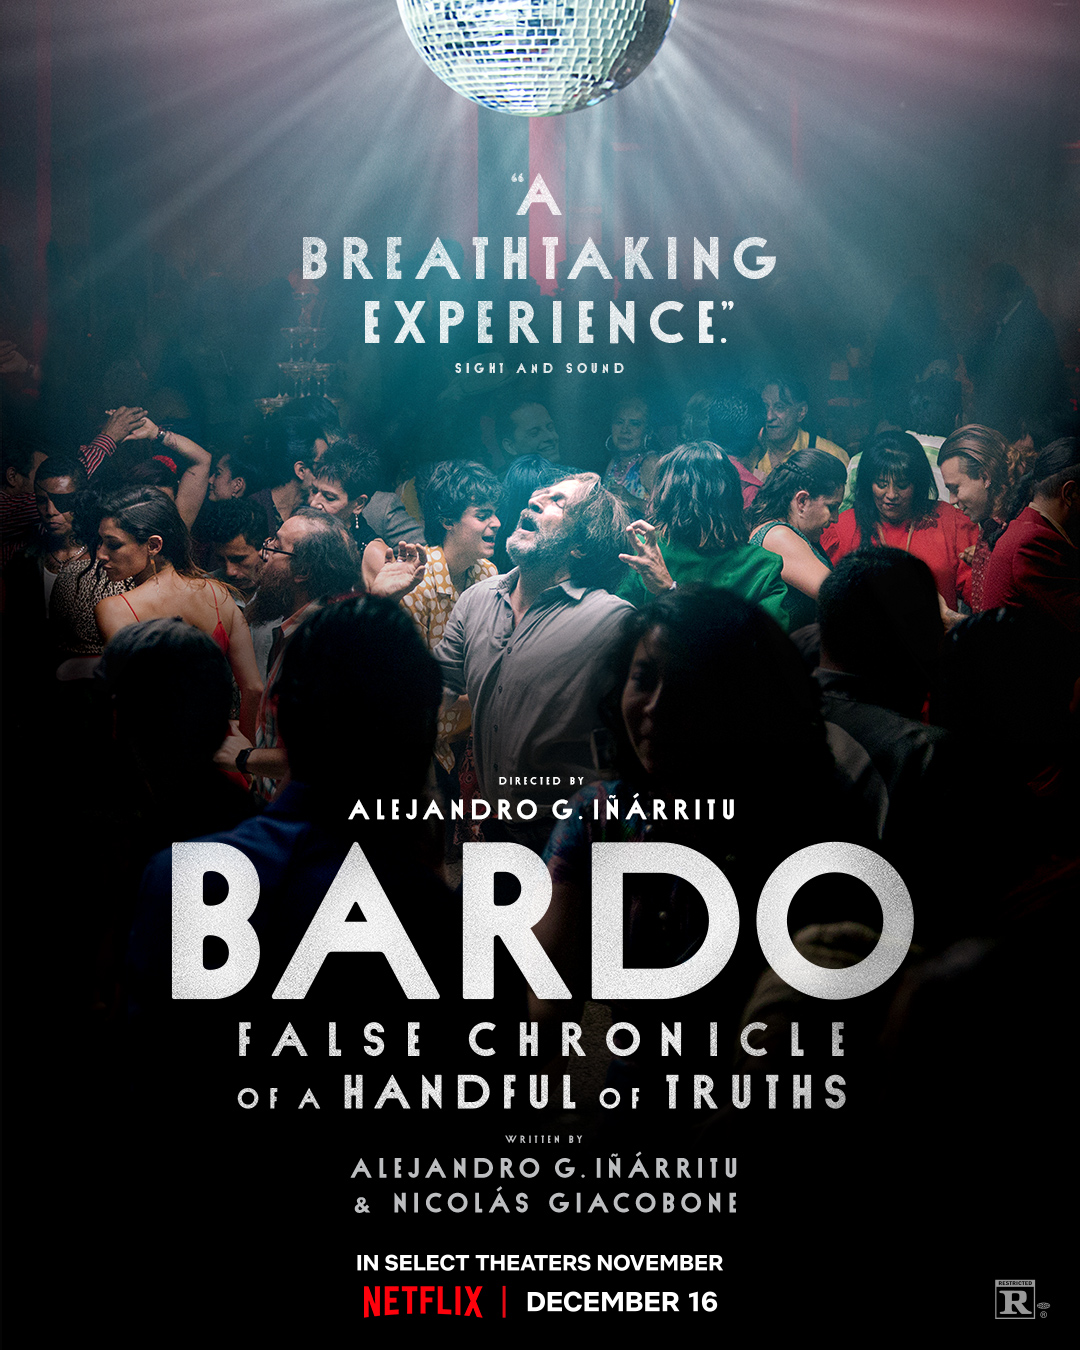 “A
BREATHTAKING
EXPERIENCE.”
SIGHT AND SOUND
DIRECTED BY
ALEJANDRO G. IÑÁRRITU
BARDO
FALSE CHRONICLE
OF A HANDFUL OF TRUTHS
WRITTEN BY
ALEJANDRO G. IÑÁRRITU
& NICOLÁS GIACOBONE
IN SELECT THEATERS NOVEMBER
NETFLIX | DECEMBER 16
RESTRICTED
R
®